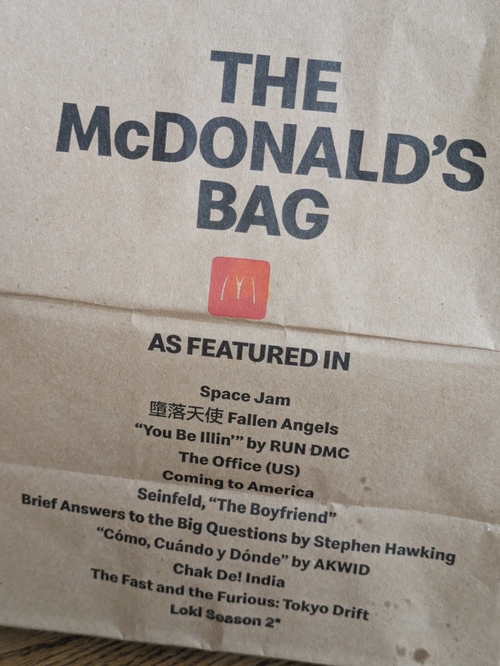 THE
McDONALD'S
BAG
AS FEATURED IN
Space Jam
墮落天使 Fallen Angels
“You Be Illin’” by RUN DMC
The Office (US)
Coming to America
Seinfeld, “The Boyfriend”
Brief Answers to the Big Questions by Stephen Hawking
“Cómo, Cuándo y Dónde” by AKWID
Chak De! India
The Fast and the Furious: Tokyo Drift
Loki Season 2*